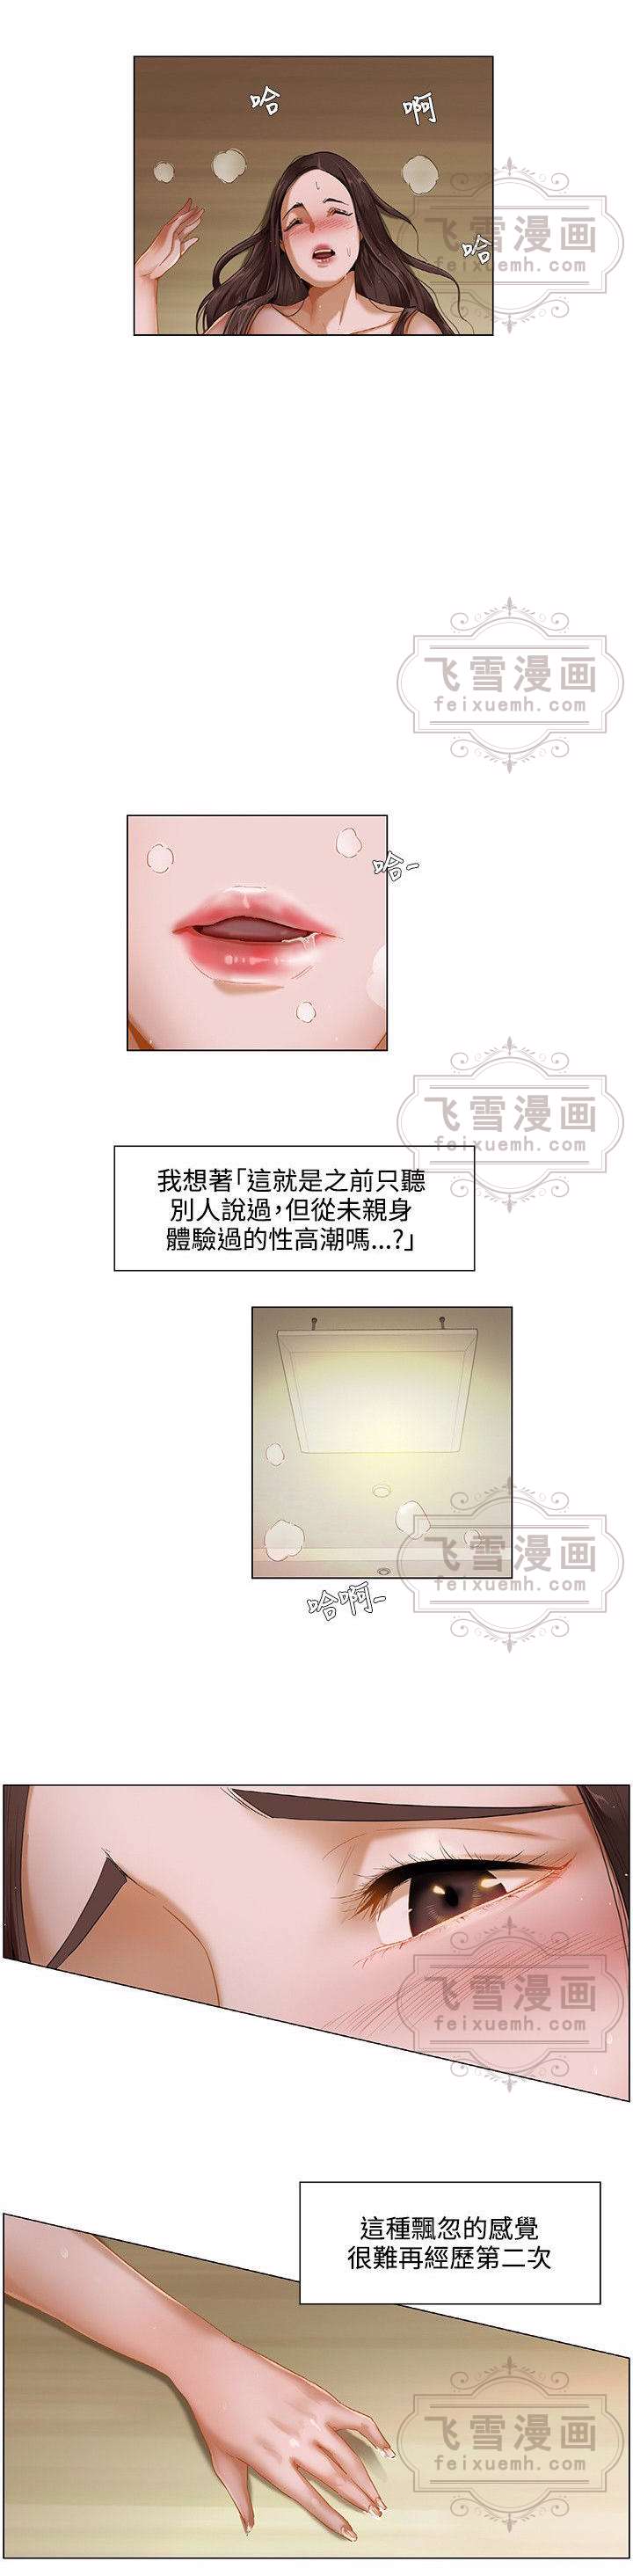 哈
啊
哈
飞雪漫画
feixuemh.com
飞雪漫画
feixuemh.com
哈-
飞雪漫画
feixuemh.com
我想著「這就是之前只聽
別人說過,但從未親身
體驗過的性高潮嗎...?」
飞雪漫画
feixuemh.com
哈啊-
飞雪漫画
feixuemh.com
這種飄忽的感覺
很難再經歷第二次
飞雪漫画
feixuemh.com